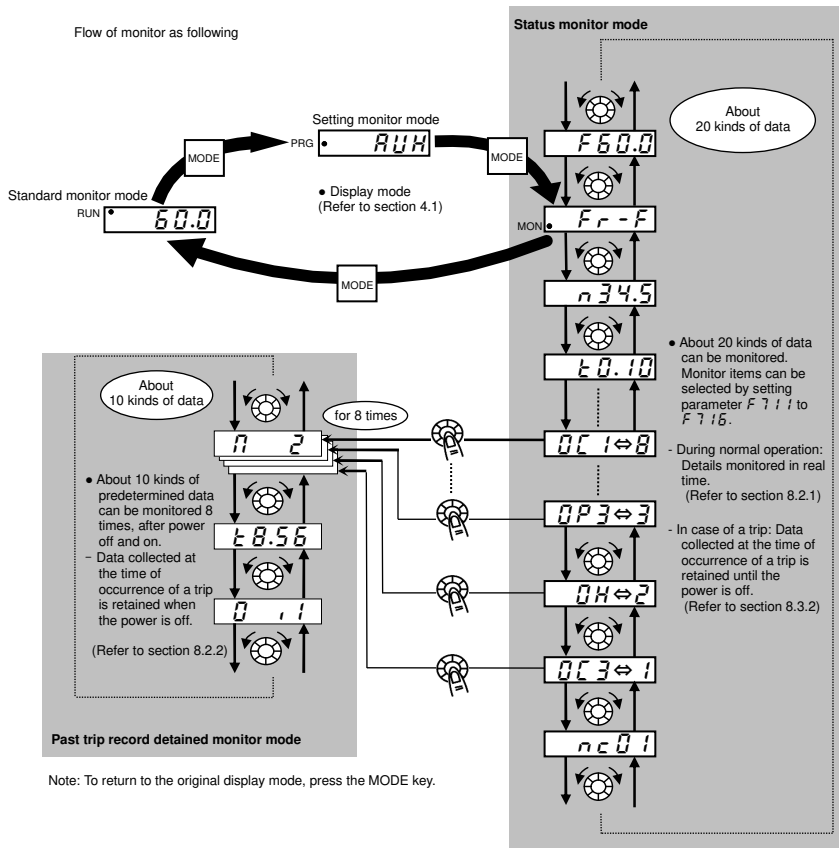 Flow of monitor as following
Status monitor mode
About
20 kinds of data
Setting monitor mode
PRG
AUH
MODE
MODE
Standard monitor mode
RUN
60.0
● Display mode
(Refer to section 4.1)
MODE
F60.0
MON
Fr-F
n34.5
t0.10
● About 20 kinds of data
can be monitored.
Monitor items can be
selected by setting
parameter F711 to
F716.
- During normal operation:
Details monitored in real
time.
(Refer to section 8.2.1)
- In case of a trip: Data
collected at the time of
occurrence of a trip is
retained until the
power is off.
(Refer to section 8.3.2)
OC1⇔8
OP3⇔3
OH⇔2
OC3⇔1
nc01
About
10 kinds of data
for 8 times
n 2
t8.56
0 ,1
● About 10 kinds of
predetermined data
can be monitored 8
times, after power
off and on.
- Data collected at
the time of
occurrence of a trip
is retained when
the power is off.
(Refer to section 8.2.2)
Past trip record detained monitor mode
Note: To return to the original display mode, press the MODE key.